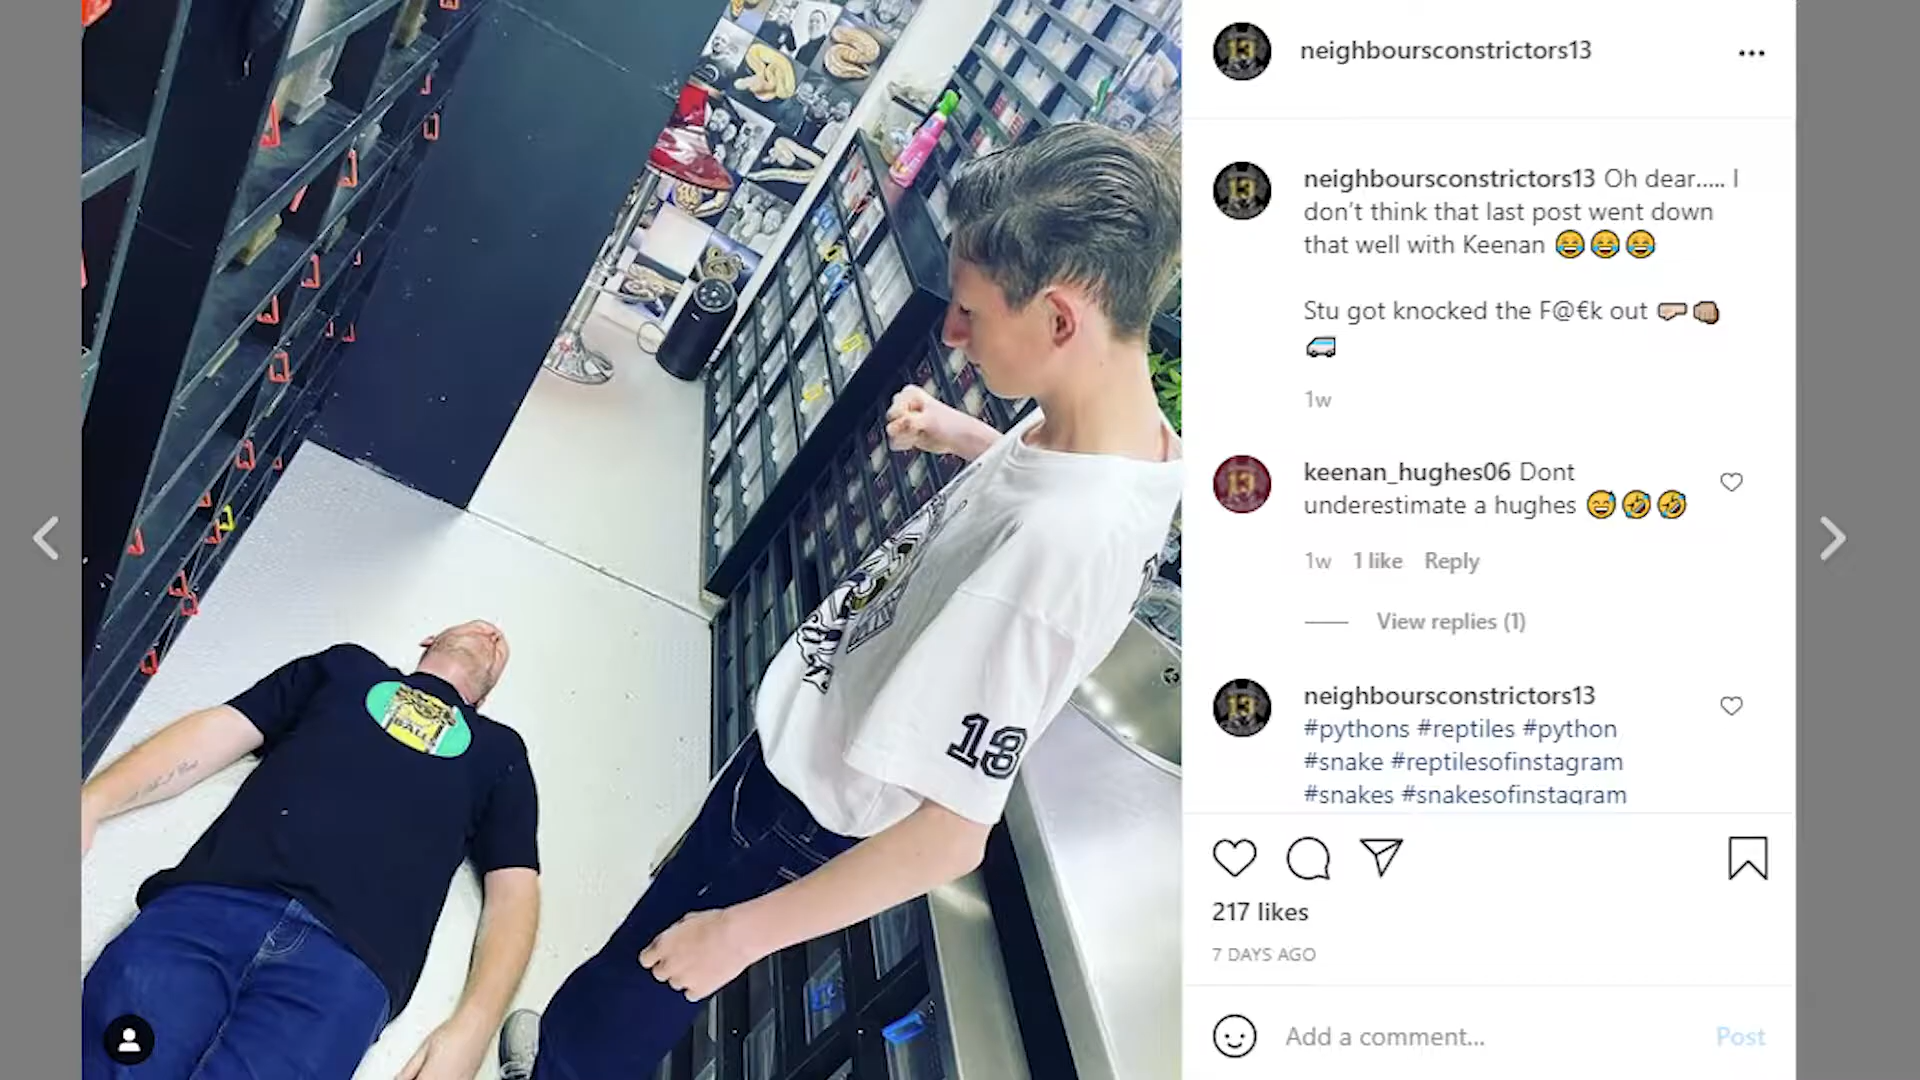 neighboursconstrictors13
neighboursconstrictors13 Oh dear..... I
don't think that last post went down
that well with Keenan 😂😂😂
Stu got knocked the F@€k out 🤛🏼👊🏽
🚐
1w
keenan_hughes06 Dont
underestimate a hughes 😅🤣🤣
1w 1 like Reply
View replies (1)
neighboursconstrictors13
#pythons #reptiles #python
#snake #reptilesofinstagram
#snakes #snakesofinstagram
217 likes
7 DAYS AGO
Add a comment...
Post
BALLS
13